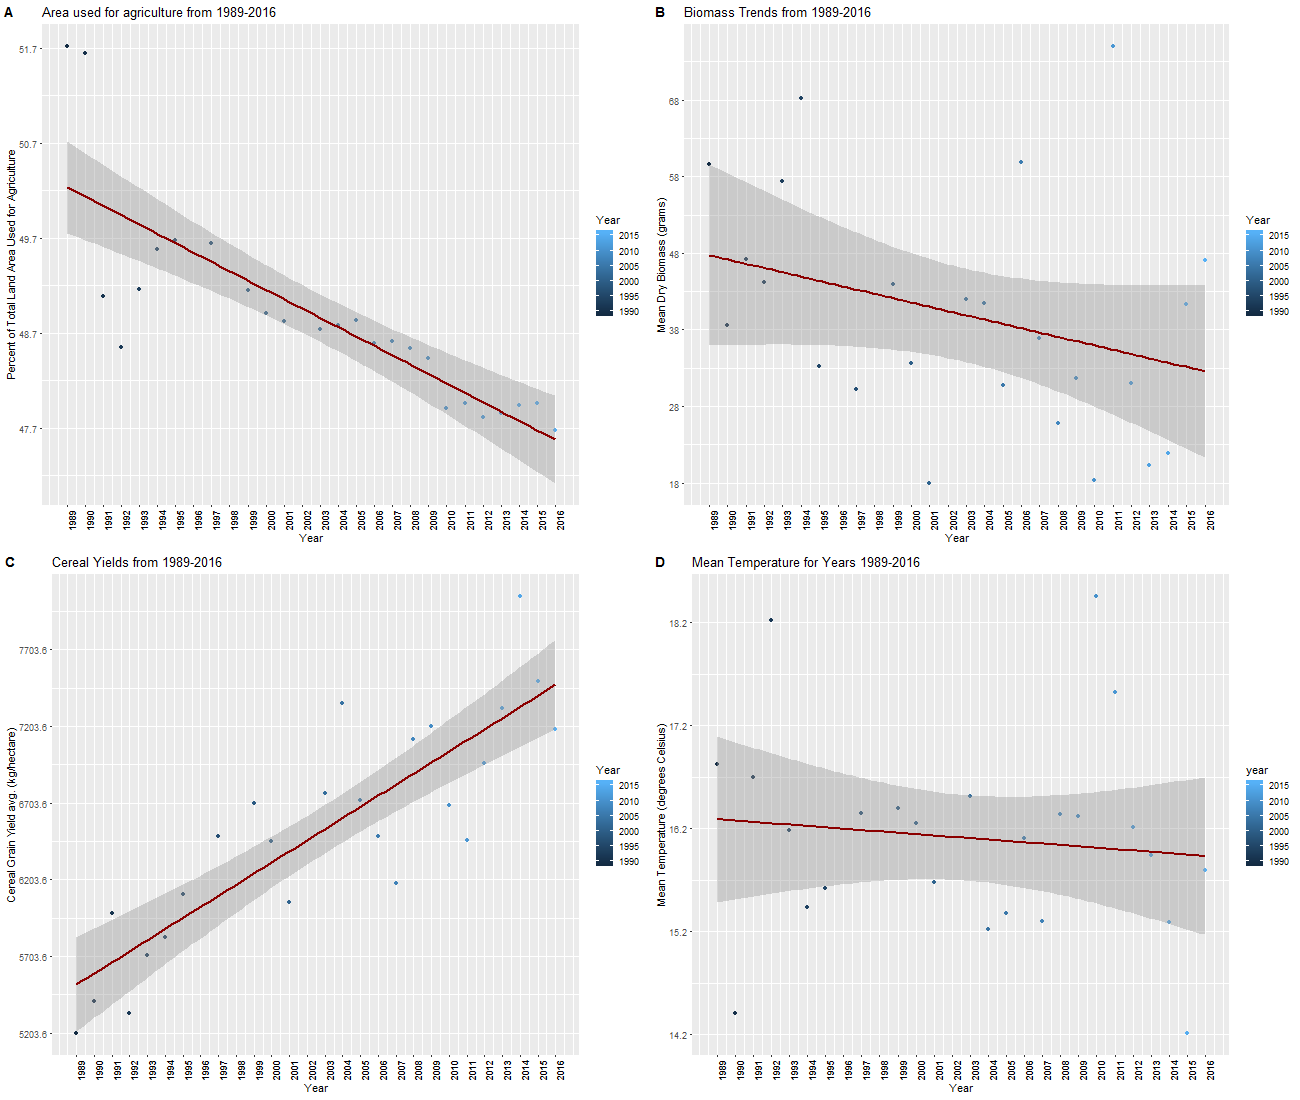 A Area used for agriculture from 1989-2016
Percent of Total Land Area Used for Agriculture
51.7
50.7
49.7
48.7
47.7
1989 1990 1991 1992 1993 1994 1995 1996 1997 1998 1999 2000 2001 2002 2003 2004 2005 2006 2007 2008 2009 2010 2011 2012 2013 2014 2015 2016
Year
Year
2015
2010
2005
2000
1995
1990
B Biomass Trends from 1989-2016
Mean Dry Biomass (grams)
68
58
48
38
28
18
1989 1990 1991 1992 1993 1994 1995 1996 1997 1998 1999 2000 2001 2002 2003 2004 2005 2006 2007 2008 2009 2010 2011 2012 2013 2014 2015 2016
Year
Year
2015
2010
2005
2000
1995
1990
C Cereal Yields from 1989-2016
Cereal Grain Yield avg. (kg/hectare)
7703.6
7203.6
6703.6
6203.6
5703.6
5203.6
1989 1990 1991 1992 1993 1994 1995 1996 1997 1998 1999 2000 2001 2002 2003 2004 2005 2006 2007 2008 2009 2010 2011 2012 2013 2014 2015 2016
Year
Year
2015
2010
2005
2000
1995
1990
D Mean Temperature for Years 1989-2016
Mean Temperature (degrees Celsius)
18.2
17.2
16.2
15.2
14.2
1989 1990 1991 1992 1993 1994 1995 1996 1997 1998 1999 2000 2001 2002 2003 2004 2005 2006 2007 2008 2009 2010 2011 2012 2013 2014 2015 2016
Year
year
2015
2010
2005
2000
1995
1990